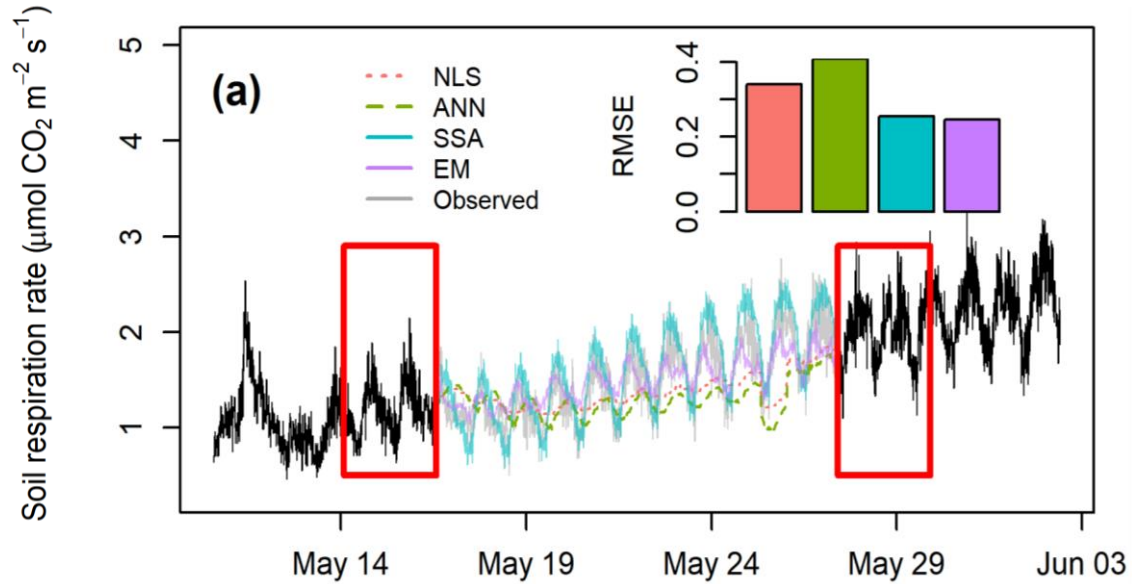 Soil respiration rate (μmol CO₂ m⁻² s⁻¹)
5
4
3
2
1
(a)
NLS
ANN
SSA
EM
Observed
RMSE
0.4
0.2
0.0
May 14
May 19
May 24
May 29
Jun 03